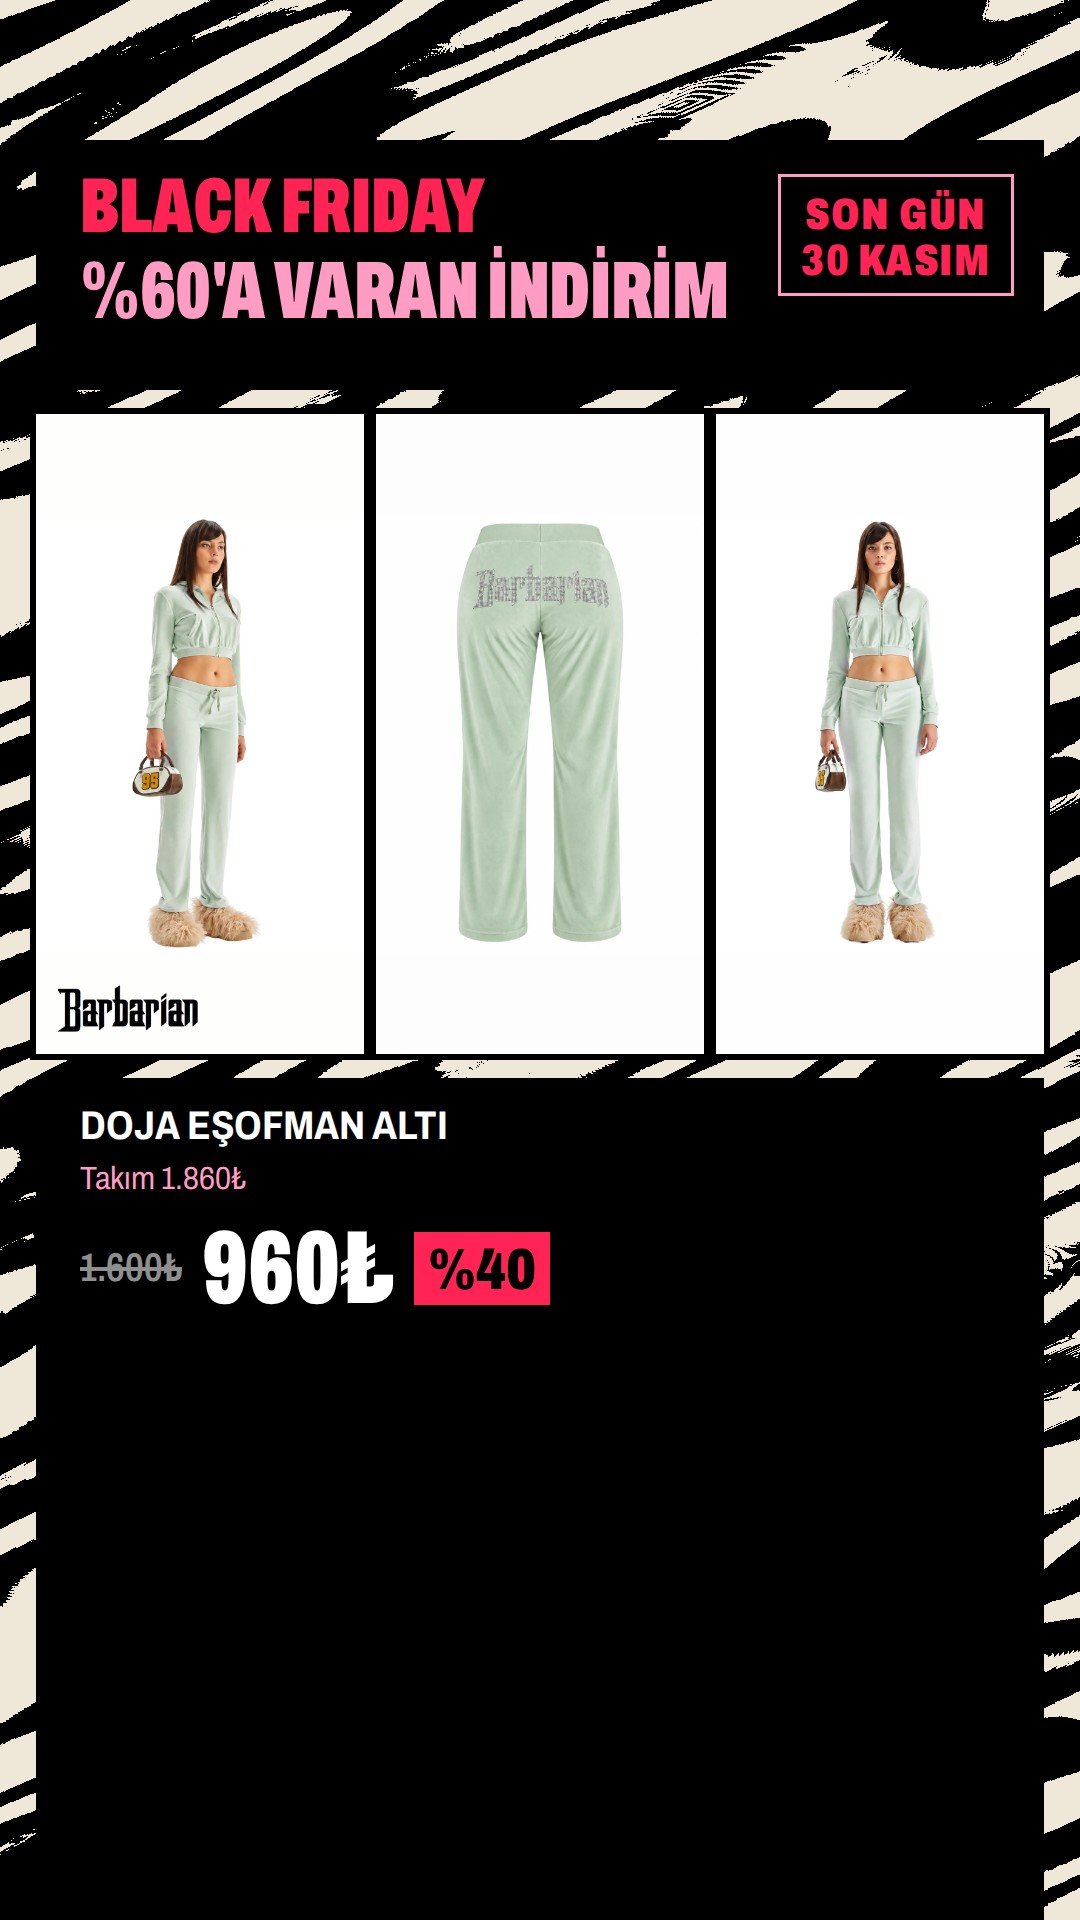 BLACK FRIDAY
%60'A VARAN İNDİRİM
SON GÜN
30 KASIM
95
Barbarian
Barbarian
DOJA EŞOFMAN ALTI
Takım 1.860₺
1.600₺ 960₺ %40